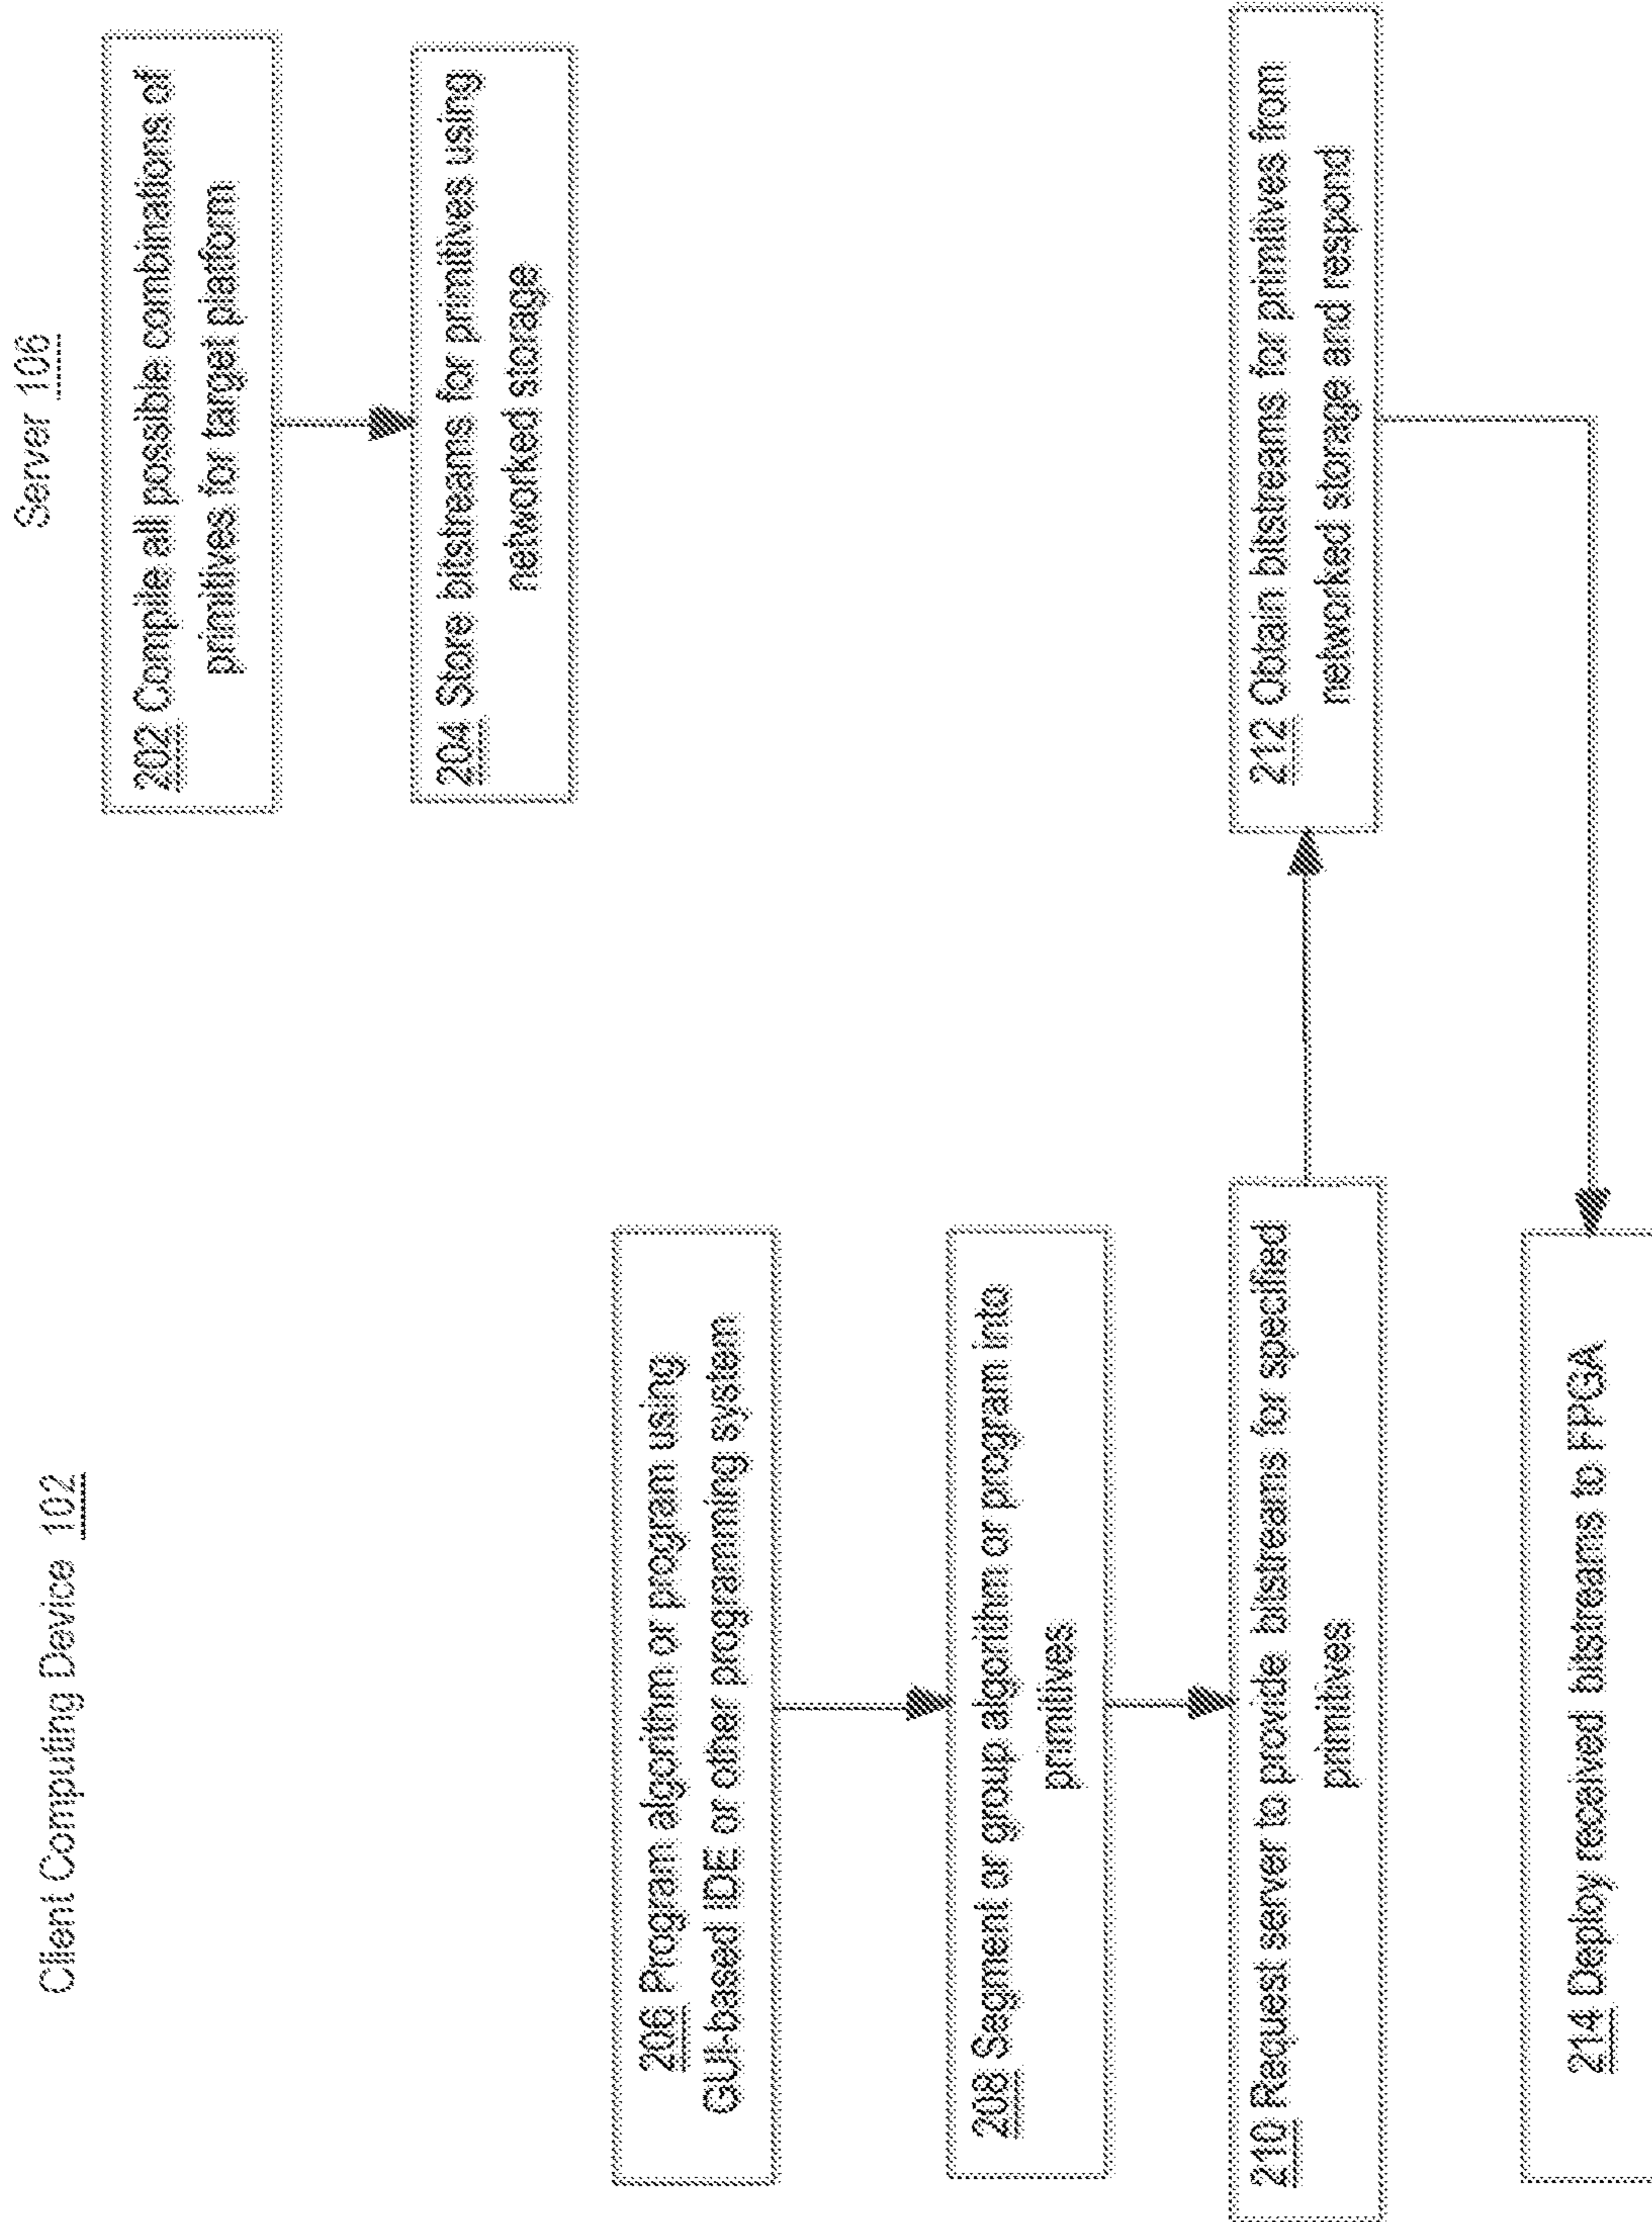 Client Computing Device 102
Server 106
202 Compile all possible combinations of
primitives for target platform
204 Store bitstreams for primitives using
networked storage
206 Program algorithm or program using
GUI-based IDE or other programming system
208 Segment or group algorithm or program into
primitives
210 Request server to provide bitstreams for specified
primitives
212 Obtain bitstreams for primitives from
networked storage and respond
214 Deploy received bitstreams to FPGA